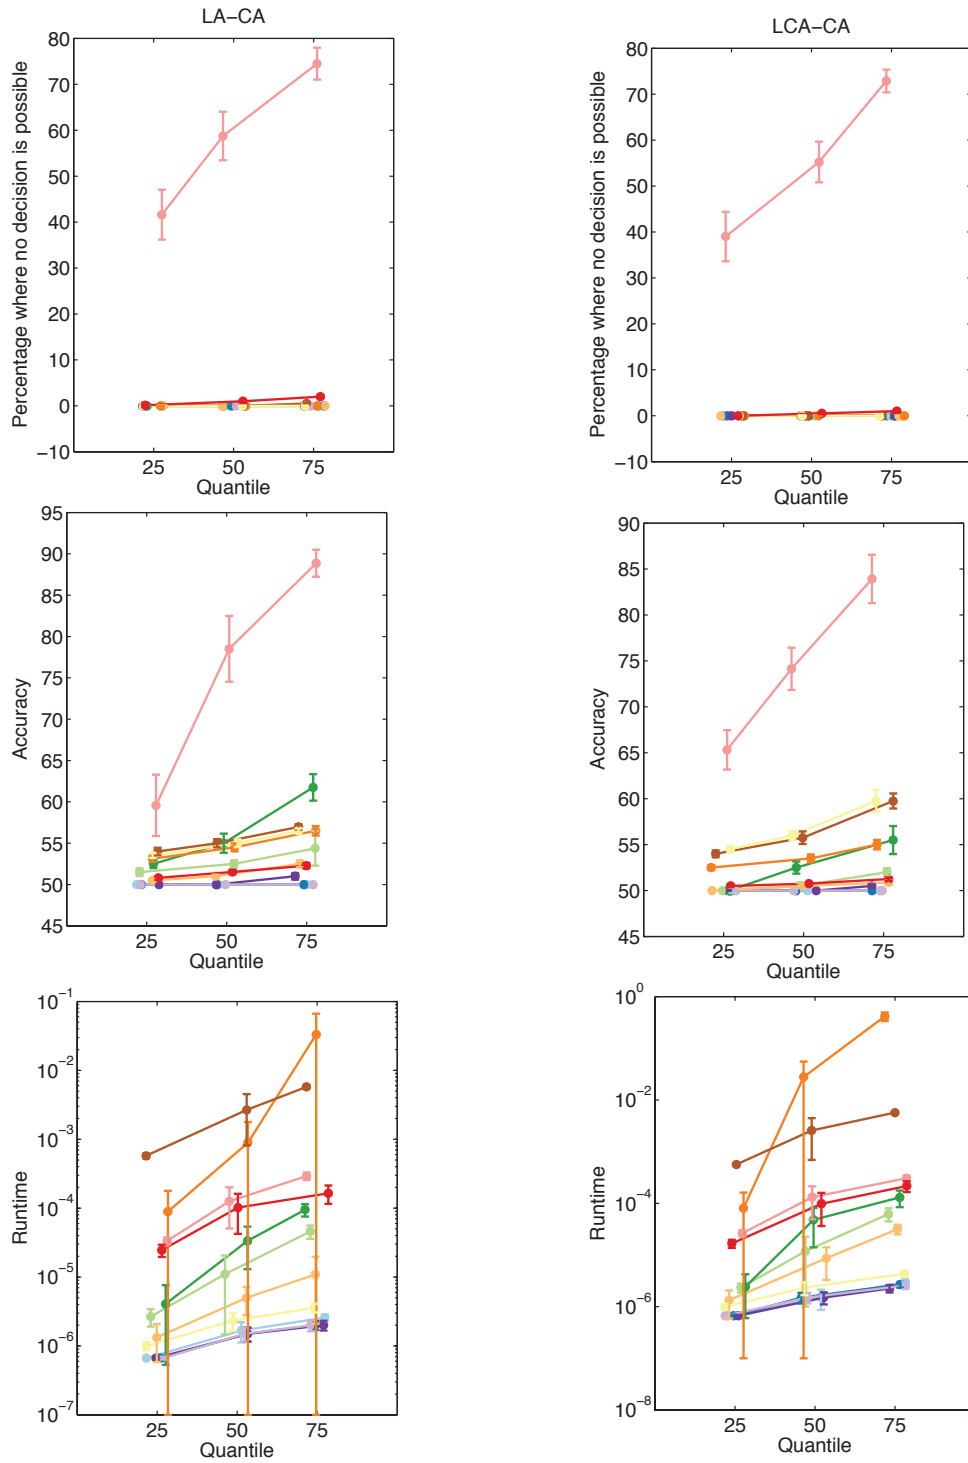 LA−CA
Percentage where no decision is possible
80
70
60
50
40
30
20
10
0
−10
25 50 75
Quantile
LCA−CA
Percentage where no decision is possible
80
70
60
50
40
30
20
10
0
−10
25 50 75
Quantile
Accuracy
95
90
85
80
75
70
65
60
55
50
45
25 50 75
Quantile
Accuracy
90
85
80
75
70
65
60
55
50
45
25 50 75
Quantile
Runtime
10⁻¹
10⁻²
10⁻³
10⁻⁴
10⁻⁵
10⁻⁶
10⁻⁷
25 50 75
Quantile
Runtime
10⁰
10⁻²
10⁻⁴
10⁻⁶
10⁻⁸
25 50 75
Quantile